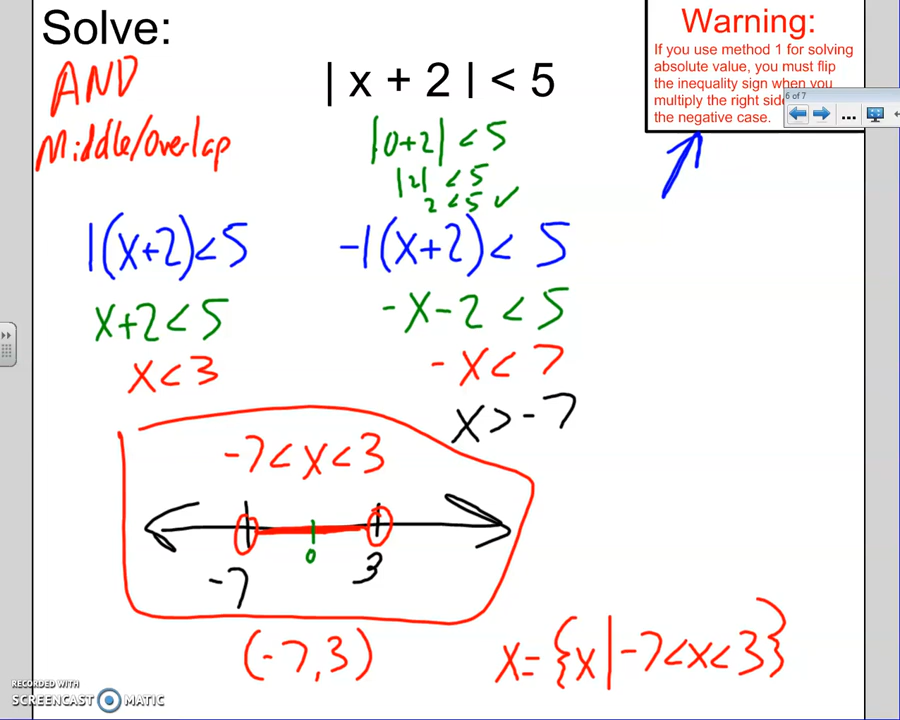 Solve:
Warning:
If you use method 1 for solving
absolute value, you must flip
the inequality sign when you
multiply the right side
the negative case.
6 of 7
...
AND
Middle/Overlap
| x + 2 | < 5
|0+2| < 5
|2| < 5
2 < 5 ✓
1(x+2)<5
-1(x+2)< 5
x+2<5
-x-2 < 5
x<3
-x< 7
x>-7
-7<x<3
0
-7
3
(-7,3)
x={x|-7<x<3}
RECORDED WITH
SCREENCAST MATIC